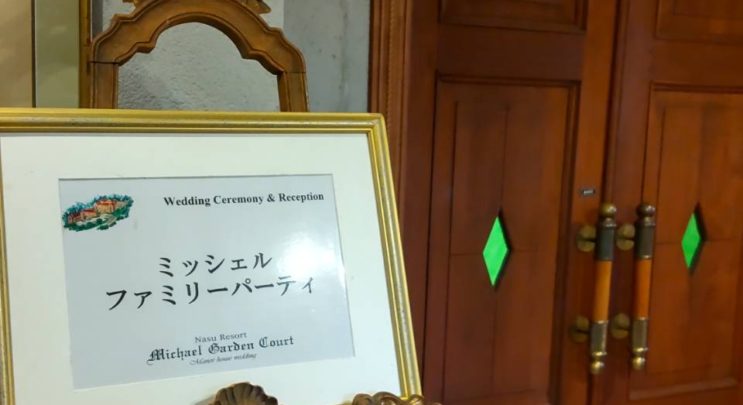 Wedding Ceremony & Reception
ミッシェル
ファミリーパーティ
Nasu Resort
Michael Garden Court
Manor house wedding